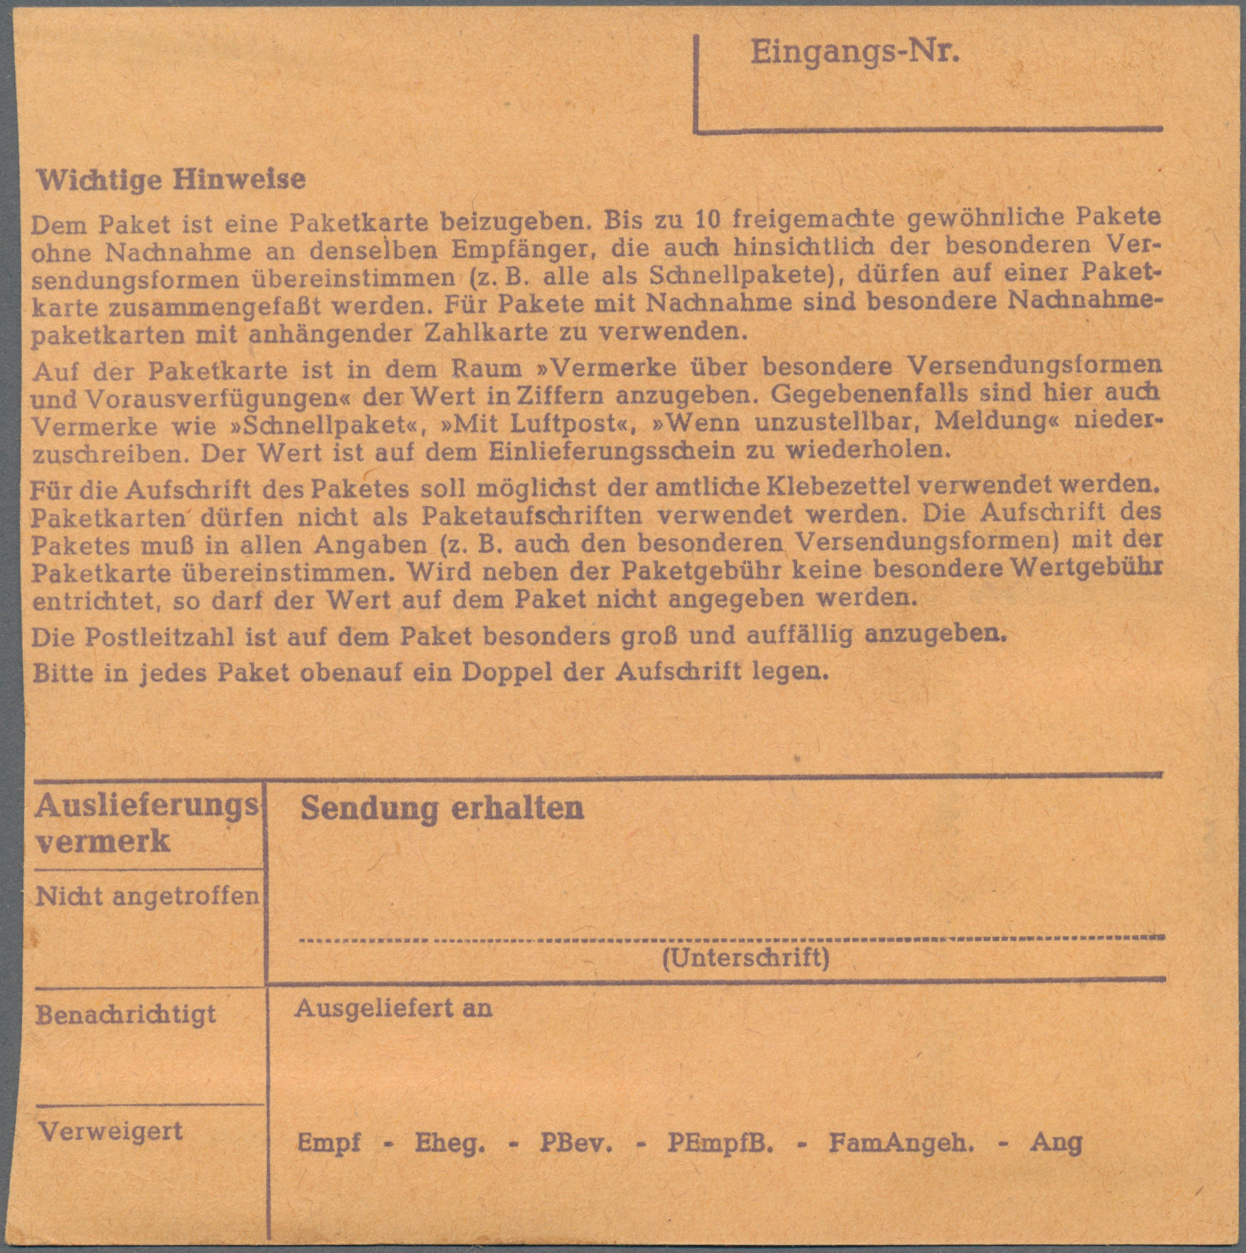 Eingangs-Nr.
Wichtige Hinweise
Dem Paket ist eine Paketkarte beizugeben. Bis zu 10 freigemachte gewöhnliche Pakete
ohne Nachnahme an denselben Empfänger, die auch hinsichtlich der besonderen Ver-
sendungsformen übereinstimmen (z. B. alle als Schnellpakete), dürfen auf einer Paket-
karte zusammengefaßt werden. Für Pakete mit Nachnahme sind besondere Nachnahme-
paketkarten mit anhängender Zahlkarte zu verwenden.
Auf der Paketkarte ist in dem Raum »Vermerke über besondere Versendungsformen
und Vorausverfügungen« der Wert in Ziffern anzugeben. Gegebenenfalls sind hier auch
Vermerke wie »Schnellpaket«, »Mit Luftpost«, »Wenn unzustellbar, Meldung« nieder-
zuschreiben. Der Wert ist auf dem Einlieferungsschein zu wiederholen.
Für die Aufschrift des Paketes soll möglichst der amtliche Klebezettel verwendet werden.
Paketkarten dürfen nicht als Paketaufschriften verwendet werden. Die Aufschrift des
Paketes muß in allen Angaben (z. B. auch den besonderen Versendungsformen) mit der
Paketkarte übereinstimmen. Wird neben der Paketgebühr keine besondere Wertgebühr
entrichtet, so darf der Wert auf dem Paket nicht angegeben werden.
Die Postleitzahl ist auf dem Paket besonders groß und auffällig anzugeben.
Bitte in jedes Paket obenauf ein Doppel der Aufschrift legen.
Auslieferungs
vermerk
Sendung erhalten
Nicht angetroffen
(Unterschrift)
Benachrichtigt
Ausgeliefert an
Verweigert
Empf - Eheg. - PBev. - PEmpfB. - FamAngeh. - Ang